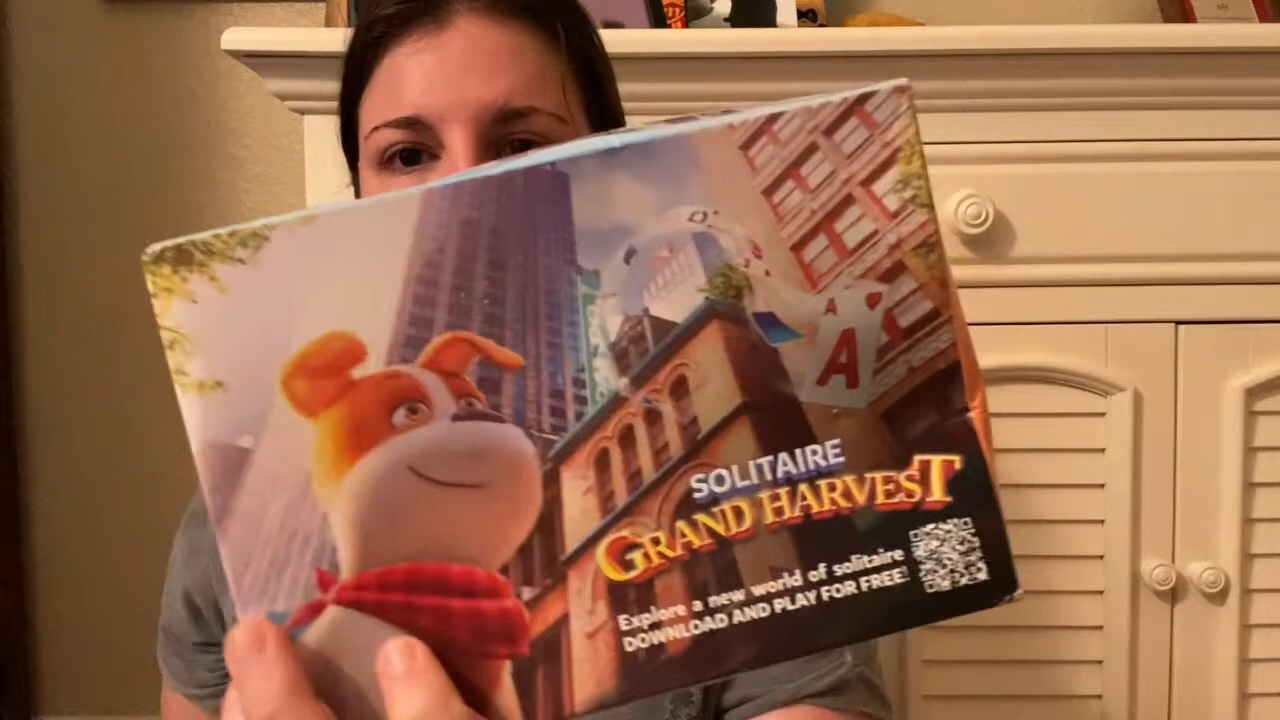 A
A
SOLITAIRE
GRAND HARVEST
Explore a new world of solitaire
DOWNLOAD AND PLAY FOR FREE!